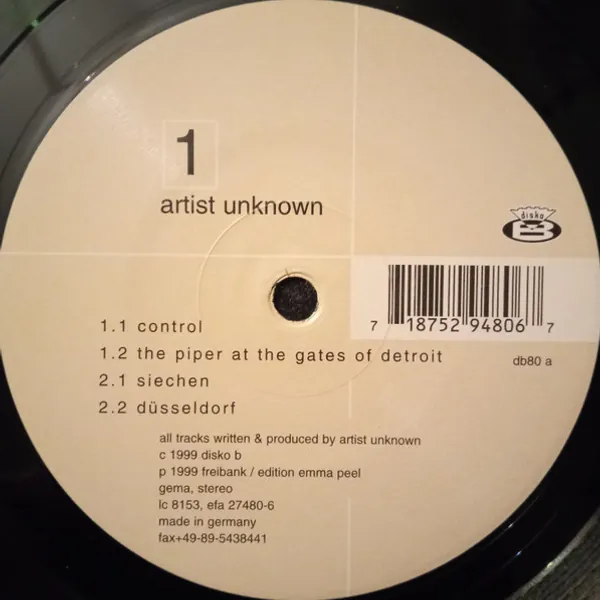 1
artist unknown
disko
B
7 18752 94806 7
1.1 control
1.2 the piper at the gates of detroit
db80 a
2.1 siechen
2.2 düsseldorf
all tracks written & produced by artist unknown
c 1999 disko b
p 1999 freibank / edition emma peel
gema, stereo
lc 8153, efa 27480-6
made in germany
fax+49-89-5438441